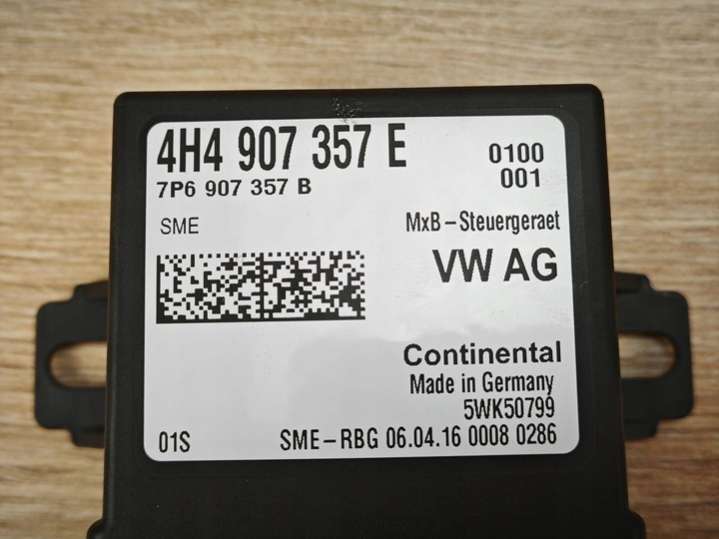 4H4 907 357 E 0100
7P6 907 357 B 001
SME MxB-Steuergeraet
VW AG
Continental
Made in Germany
5WK50799
01S SME-RBG 06.04.16 0008 0286